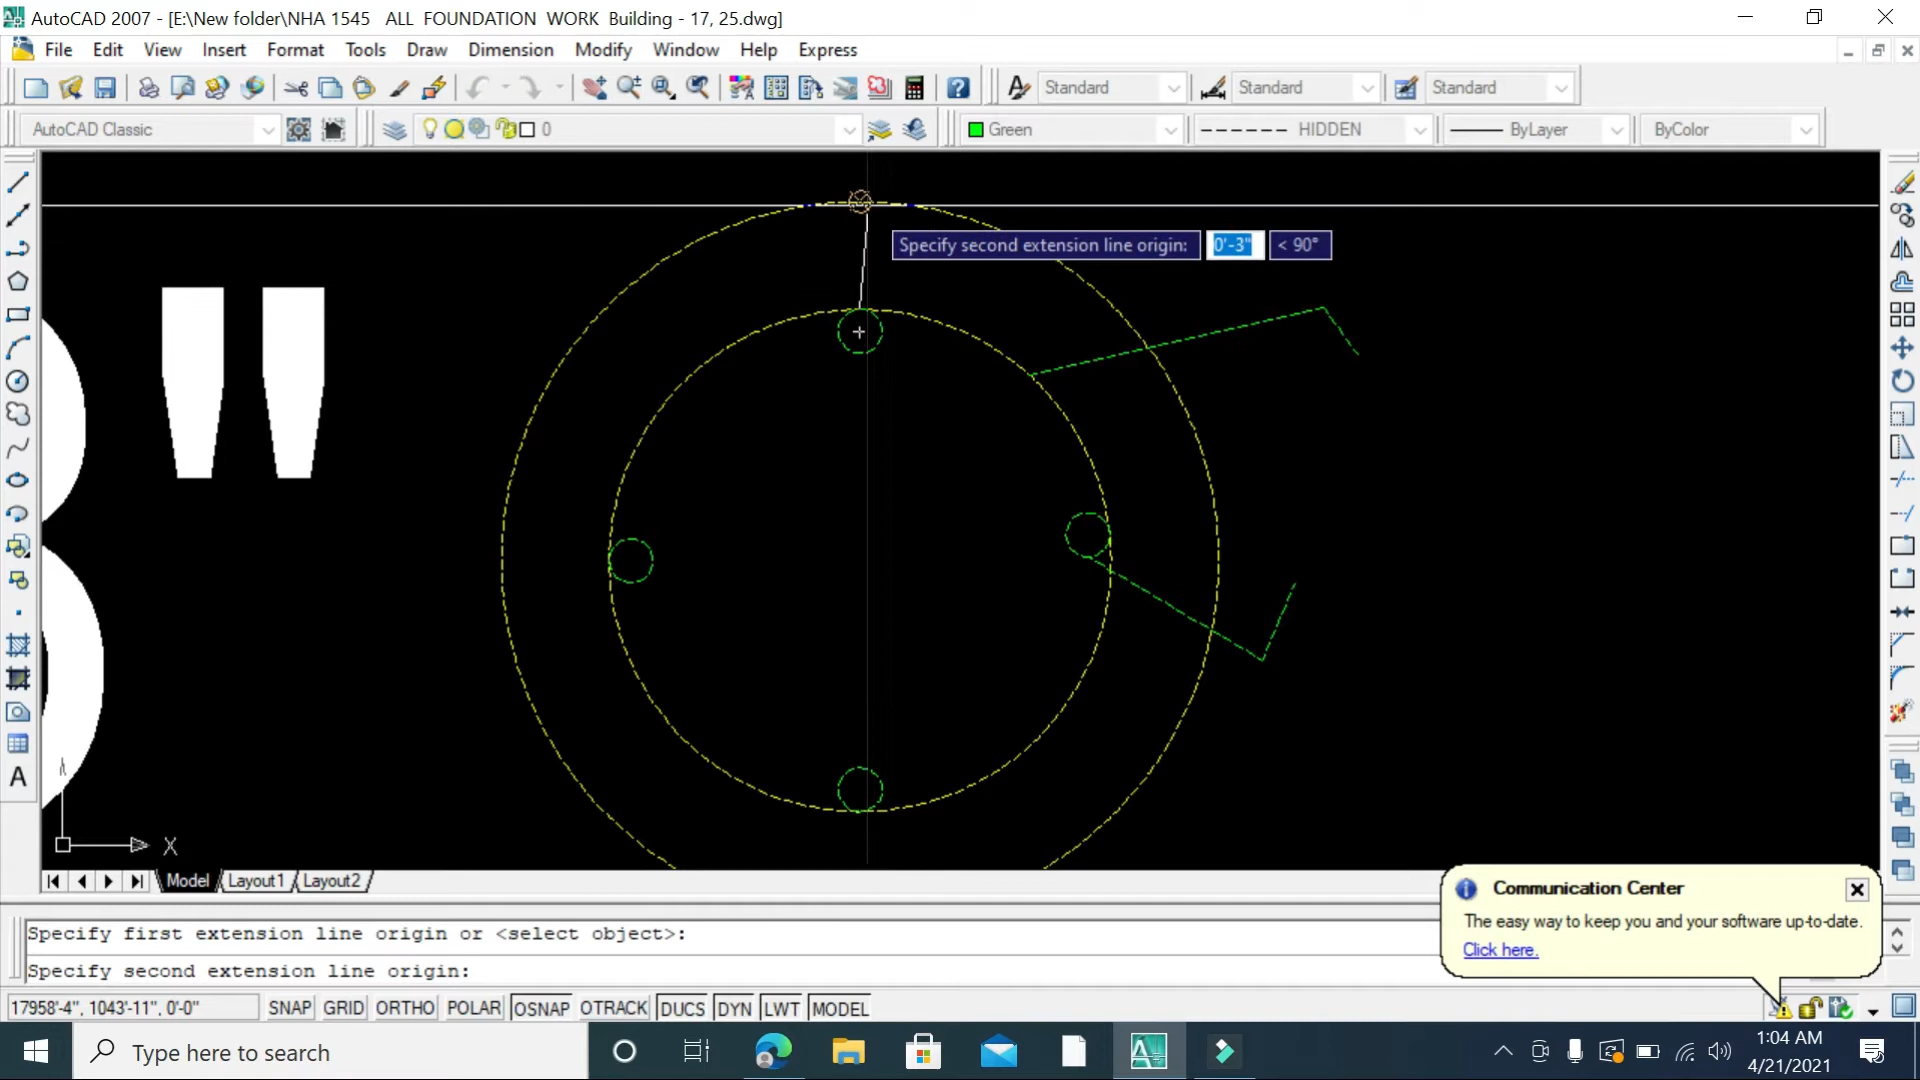 AutoCAD 2007 - [E:\New folder\NHA 1545 ALL FOUNDATION WORK Building - 17, 25.dwg]
File Edit View Insert Format Tools Draw Dimension Modify Window Help Express
Standard Standard Standard
AutoCAD Classic 0 Green HIDDEN ByLayer ByColor
Specify second extension line origin: 0'-3" < 90°
"
X
Model Layout1 Layout2
Communication Center
The easy way to keep you and your software up-to-date.
Click here.
Specify first extension line origin or <select object>:
Specify second extension line origin:
17958'-4", 1043'-11", 0'-0" SNAP GRID ORTHO POLAR OSNAP OTRACK DUCS DYN LWT MODEL
Type here to search
1:04 AM
4/21/2021